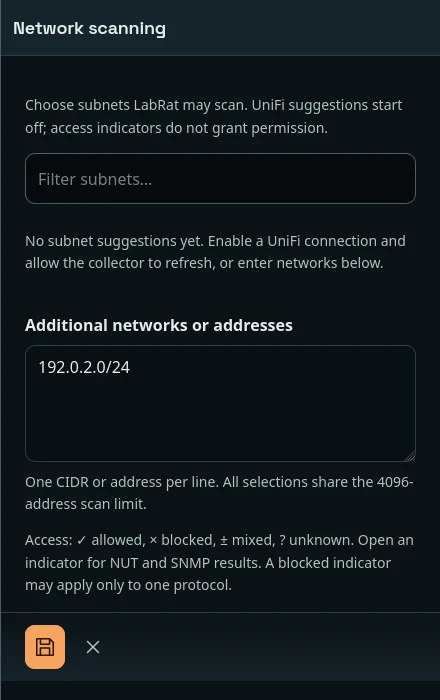 Network scanning
Choose subnets LabRat may scan. UniFi suggestions start
off; access indicators do not grant permission.
Filter subnets...
No subnet suggestions yet. Enable a UniFi connection and
allow the collector to refresh, or enter networks below.
Additional networks or addresses
192.0.2.0/24
One CIDR or address per line. All selections share the 4096-
address scan limit.
Access: ✓ allowed, × blocked, ± mixed, ? unknown. Open an
indicator for NUT and SNMP results. A blocked indicator
may apply only to one protocol.